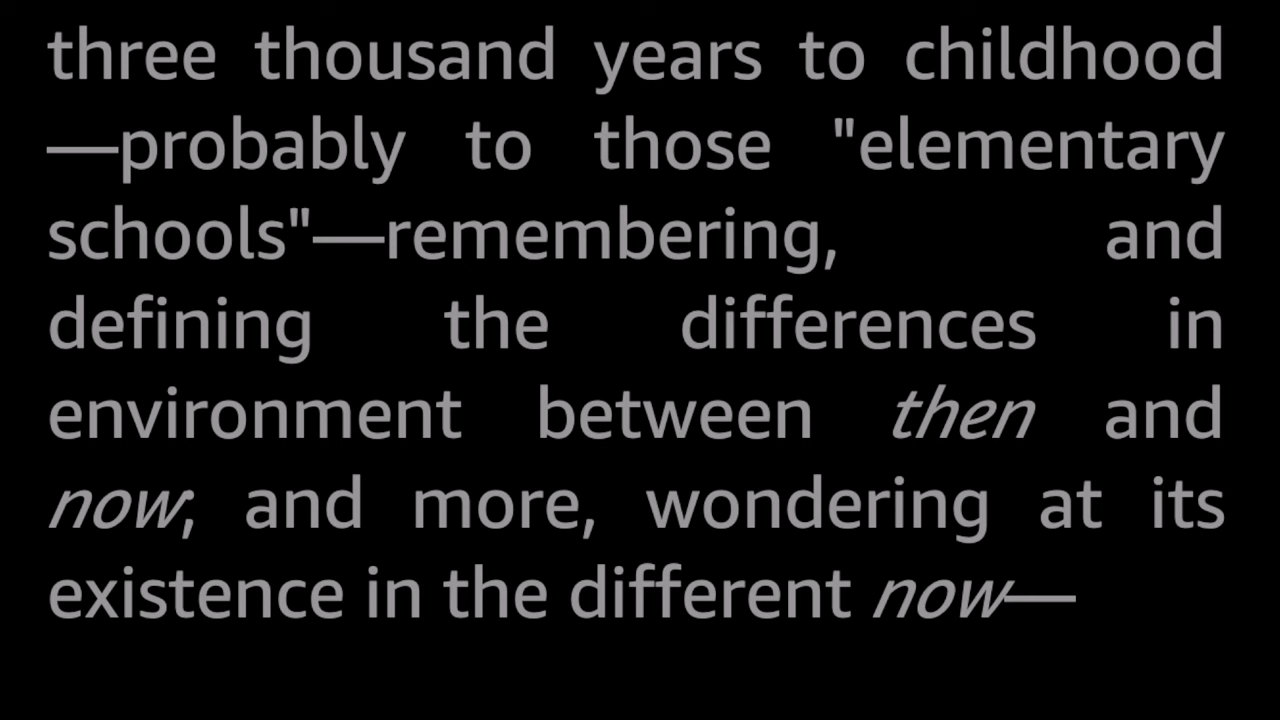 three thousand years to childhood
—probably to those "elementary
schools"—remembering, and
defining the differences in
environment between then and
now; and more, wondering at its
existence in the different now—